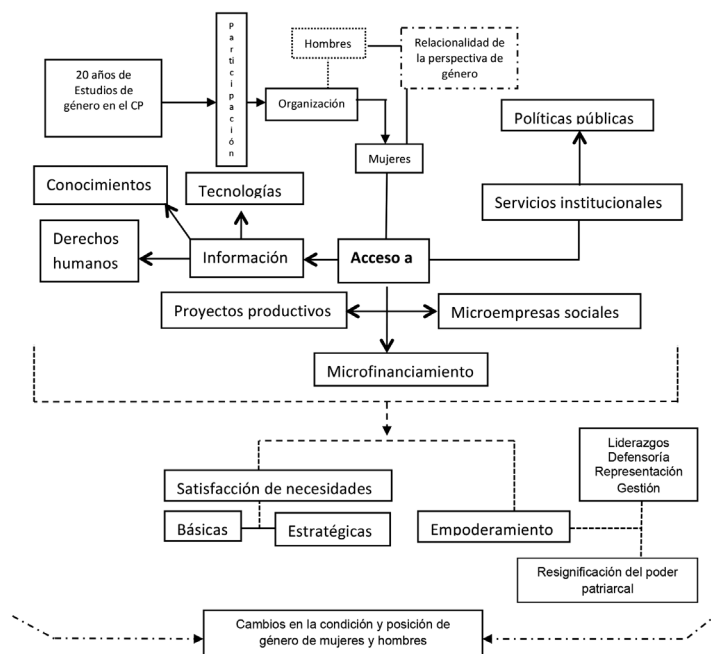 Hombres
Relacionalidad de
la perspectiva de
género
20 años de
Estudios de
género en el CP
Participación
Organización
Mujeres
Políticas públicas
Conocimientos
Tecnologías
Servicios institucionales
Derechos
humanos
Información
Acceso a
Proyectos productivos
Microempresas sociales
Microfinanciamiento
Liderazgos
Defensoría
Representación
Gestión
Satisfacción de necesidades
Básicas
Estratégicas
Empoderamiento
Resignificación del poder
patriarcal
Cambios en la condición y posición de
género de mujeres y hombres